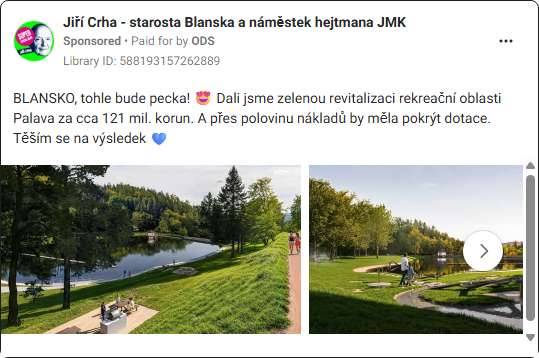 Jiří Crha - starosta Blanska a náměstek hejtmana JMK
Sponsored • Paid for by ODS
Library ID: 588193157262889
BLANSKO, tohle bude pecka! 😍 Dali jsme zelenou revitalizaci rekreační oblasti
Palava za cca 121 mil. korun. A přes polovinu nákladů by měla pokrýt dotace.
Těším se na výsledek 💙